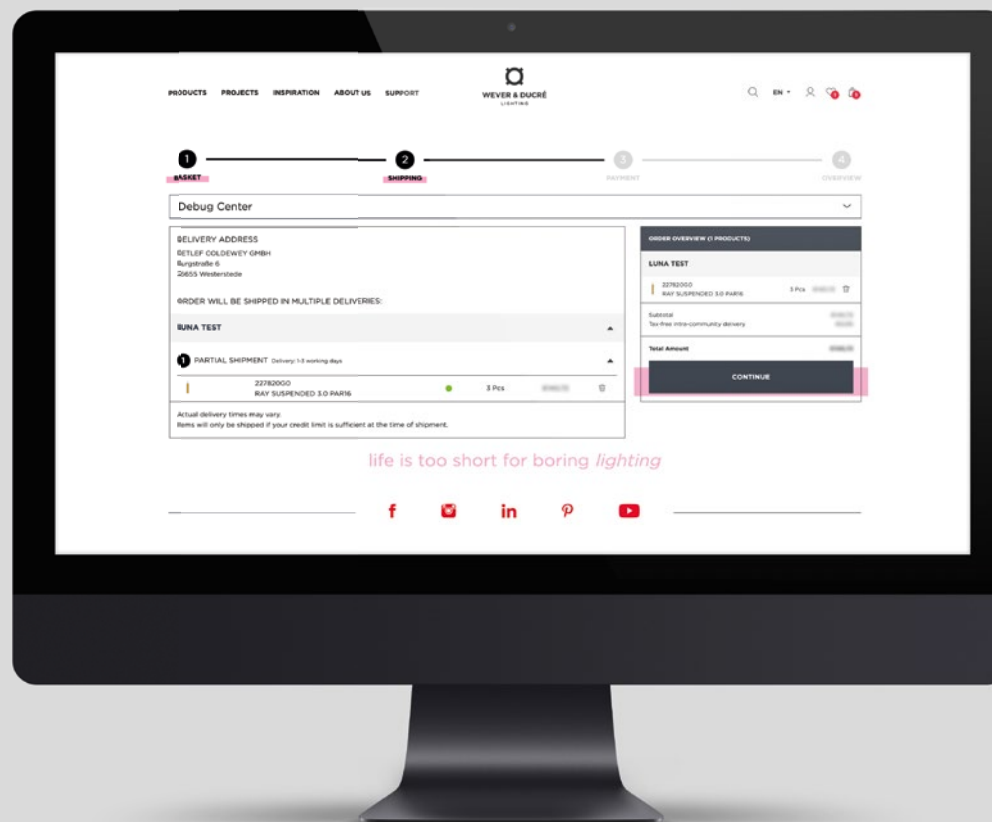 PRODUCTS PROJECTS INSPIRATION ABOUT US SUPPORT
WEVER & DUCRÉ
LIGHTING
EN
1 2 3 4
BASKET SHIPPING PAYMENT OVERVIEW
Debug Center
DELIVERY ADDRESS
DETLEF COLDEWEY GMBH
Burgstraße 6
26655 Westerstede
ORDER WILL BE SHIPPED IN MULTIPLE DELIVERIES:
LUNA TEST
1 PARTIAL SHIPMENT Delivery: 1-3 working days
227820G0
RAY SUSPENDED 3.0 PAR16
3 Pcs
Actual delivery times may vary.
Items will only be shipped if your credit limit is sufficient at the time of shipment.
ORDER OVERVIEW (1 PRODUCTS)
LUNA TEST
227820G0
RAY SUSPENDED 3.0 PAR16
3 Pcs
Subtotal
Tax-free intra-community delivery
Total Amount
CONTINUE
life is too short for boring lighting